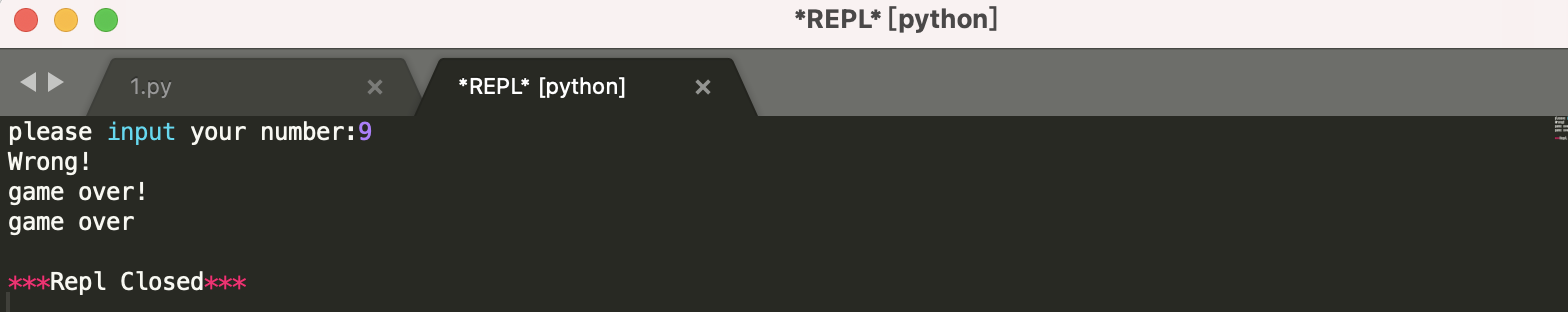 *REPL* [python]
1.py
*REPL* [python]
please input your number:9
Wrong!
game over!
game over
***Repl Closed***